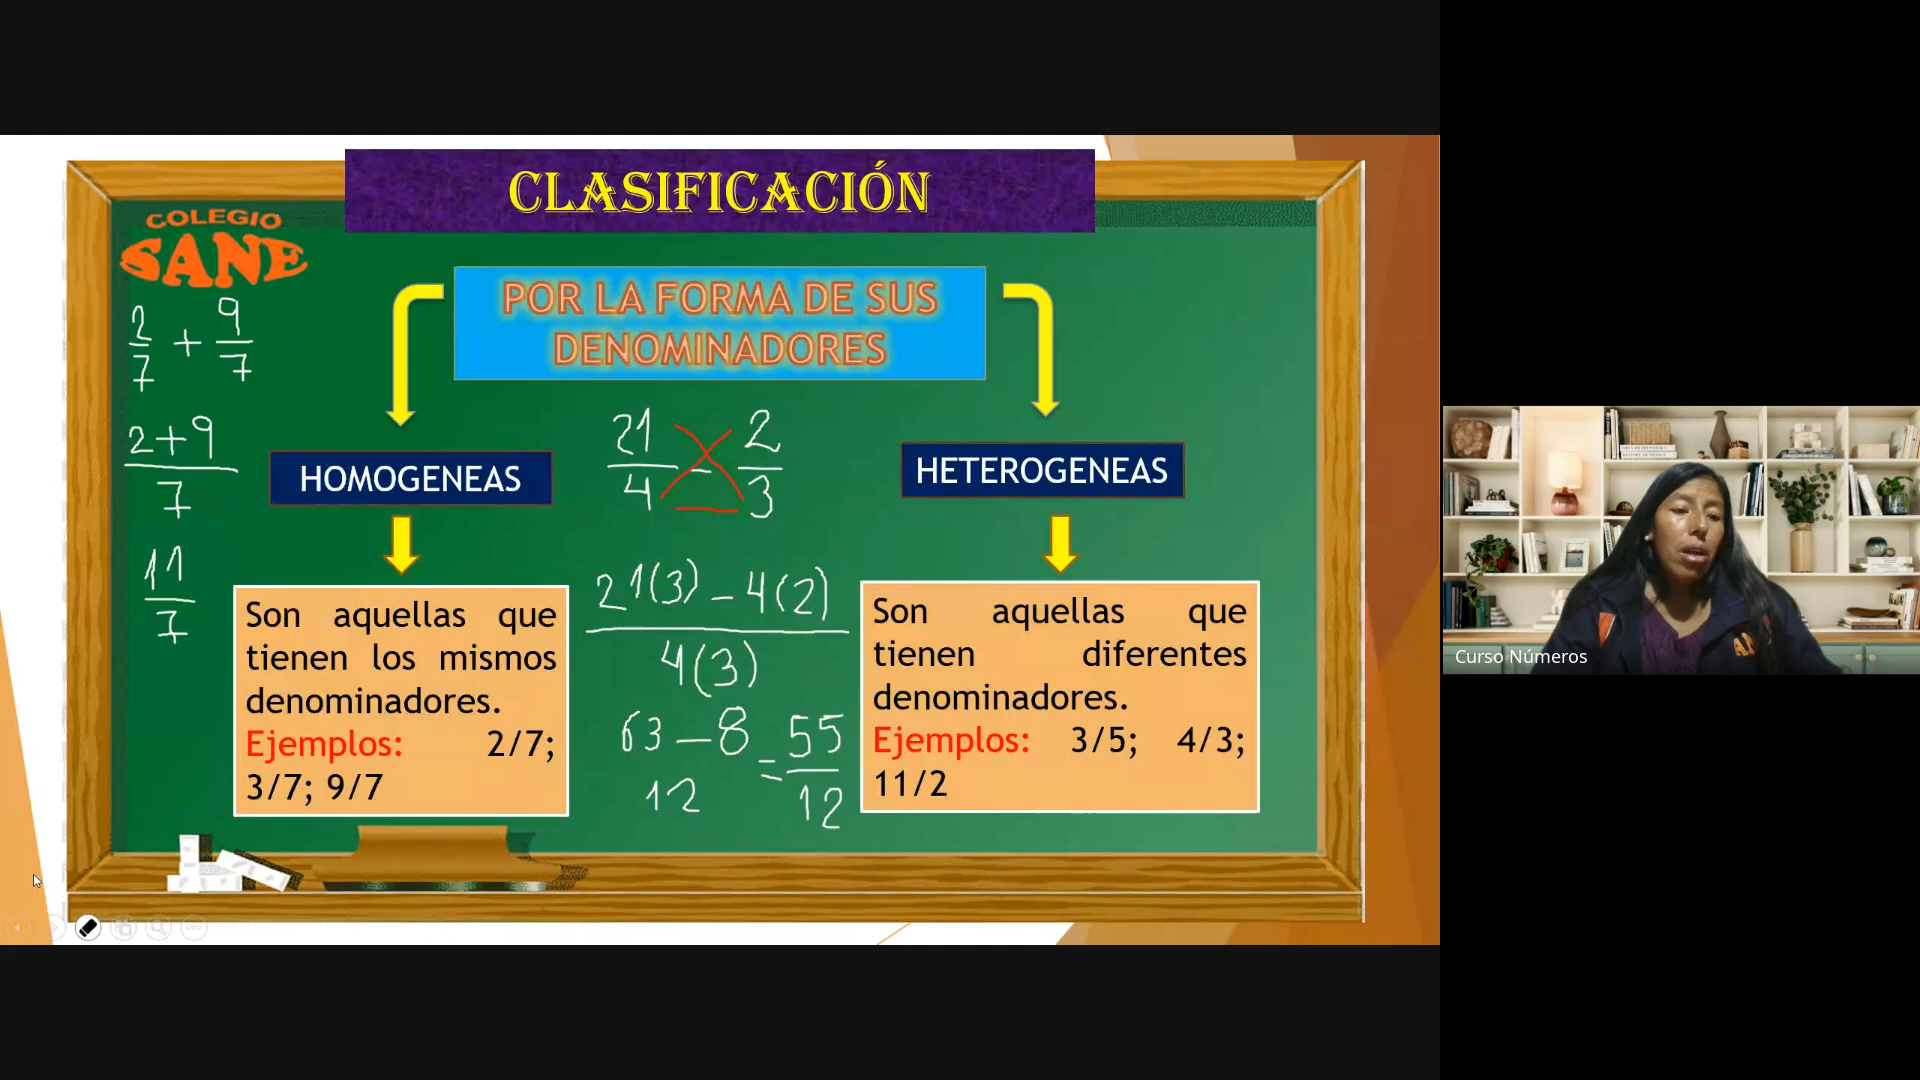 CLASIFICACIÓN
COLEGIO
SANE
POR LA FORMA DE SUS
DENOMINADORES
2/7 + 9/7
2+9/7
11/7
HOMOGENEAS
Son aquellas que
tienen los mismos
denominadores.
Ejemplos: 2/7;
3/7; 9/7
21/4 - 2/3
21(3) - 4(2)
4(3)
63 - 8 = 55
12 12
HETEROGENEAS
Son aquellas que
tienen diferentes
denominadores.
Ejemplos: 3/5; 4/3;
11/2
Curso Números